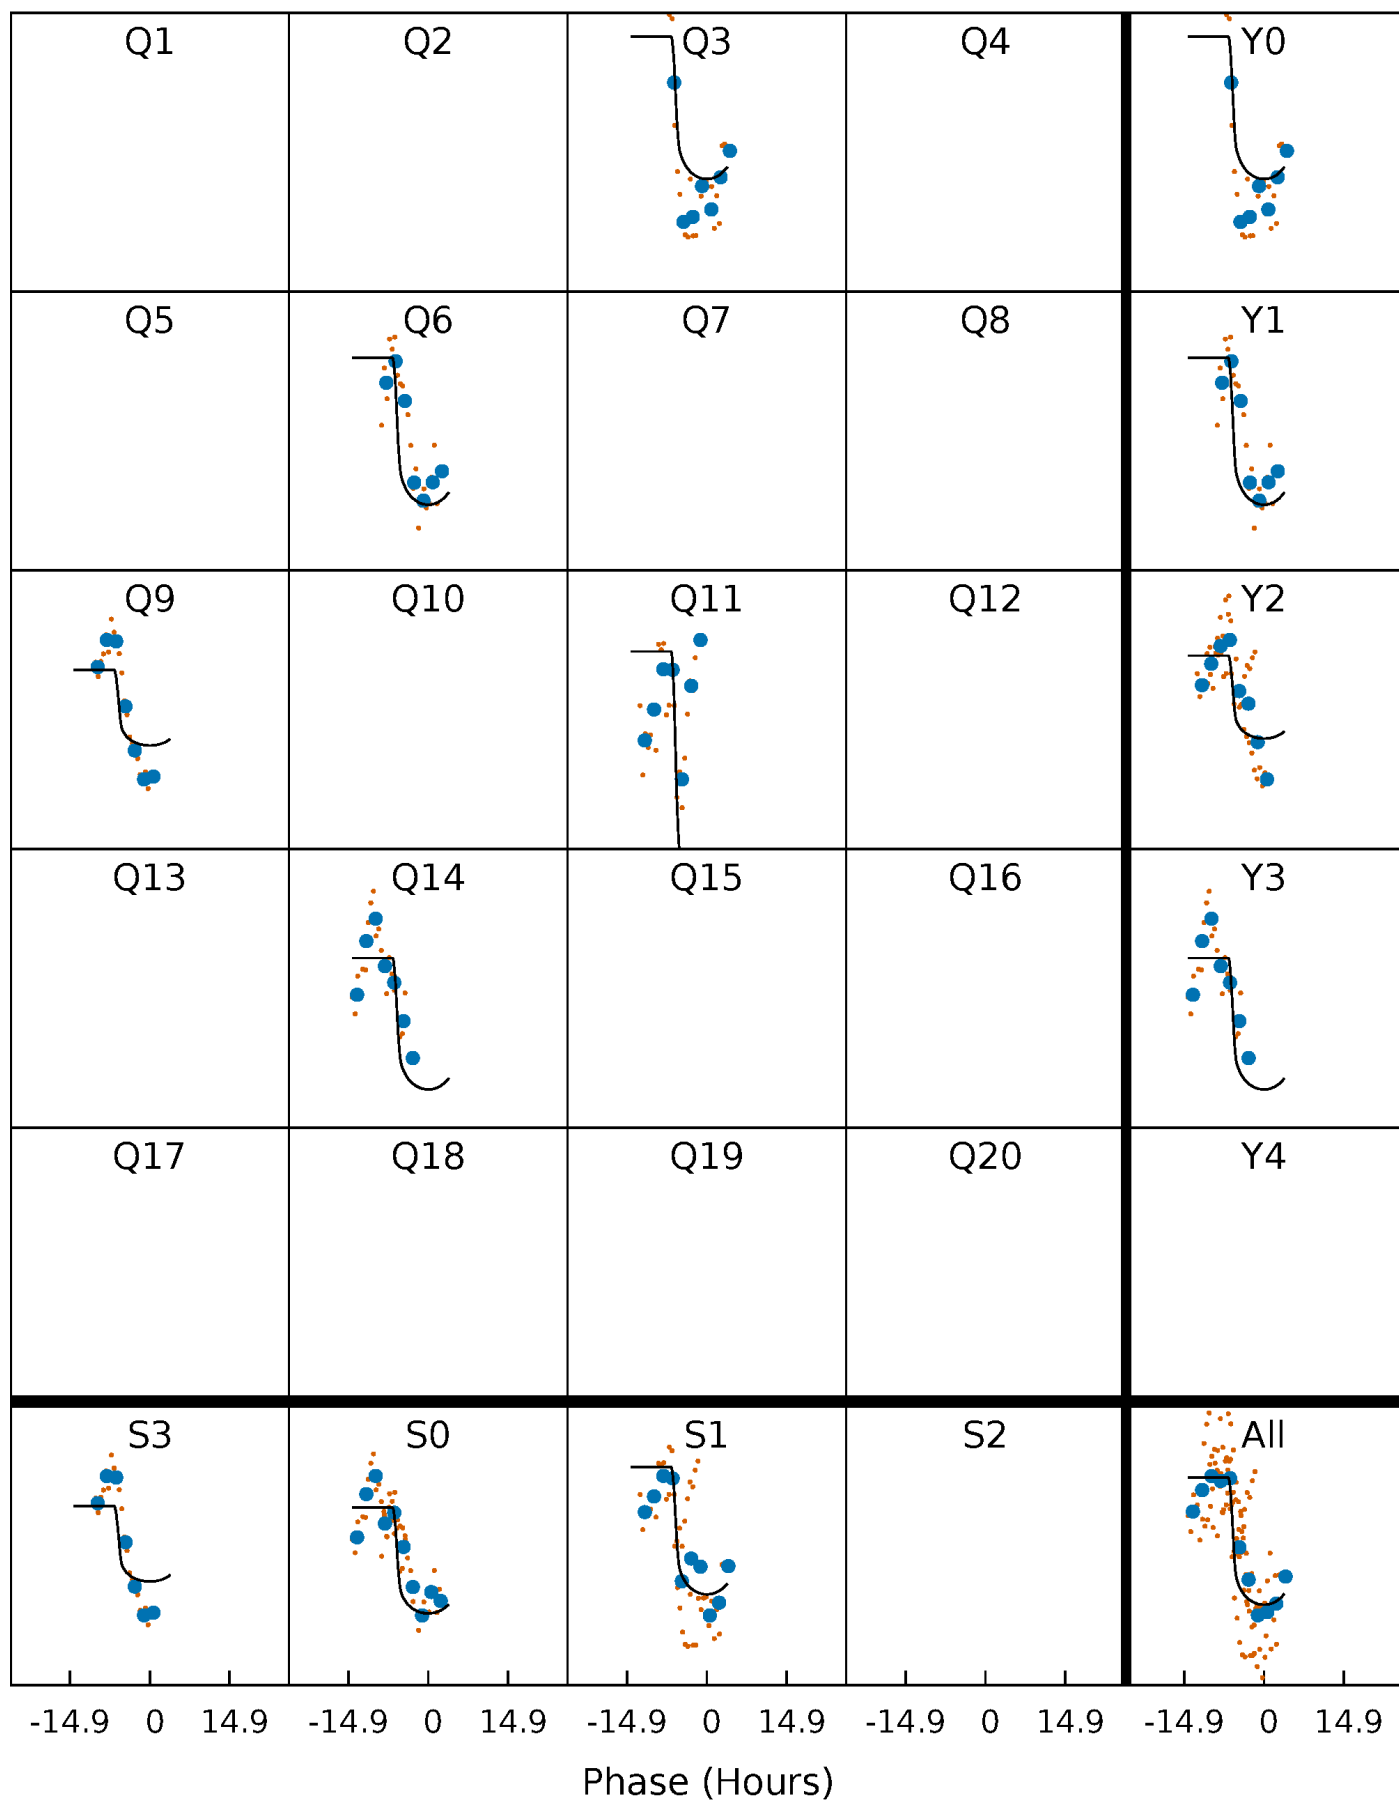 Q1 Q2 Q3 Q4 Y0
Q5 Q6 Q7 Q8 Y1
Q9 Q10 Q11 Q12 Y2
Q13 Q14 Q15 Q16 Y3
Q17 Q18 Q19 Q20 Y4
S3 S0 S1 S2 All
-14.9 0 14.9 -14.9 0 14.9 -14.9 0 14.9 -14.9 0 14.9 -14.9 0 14.9
Phase (Hours)